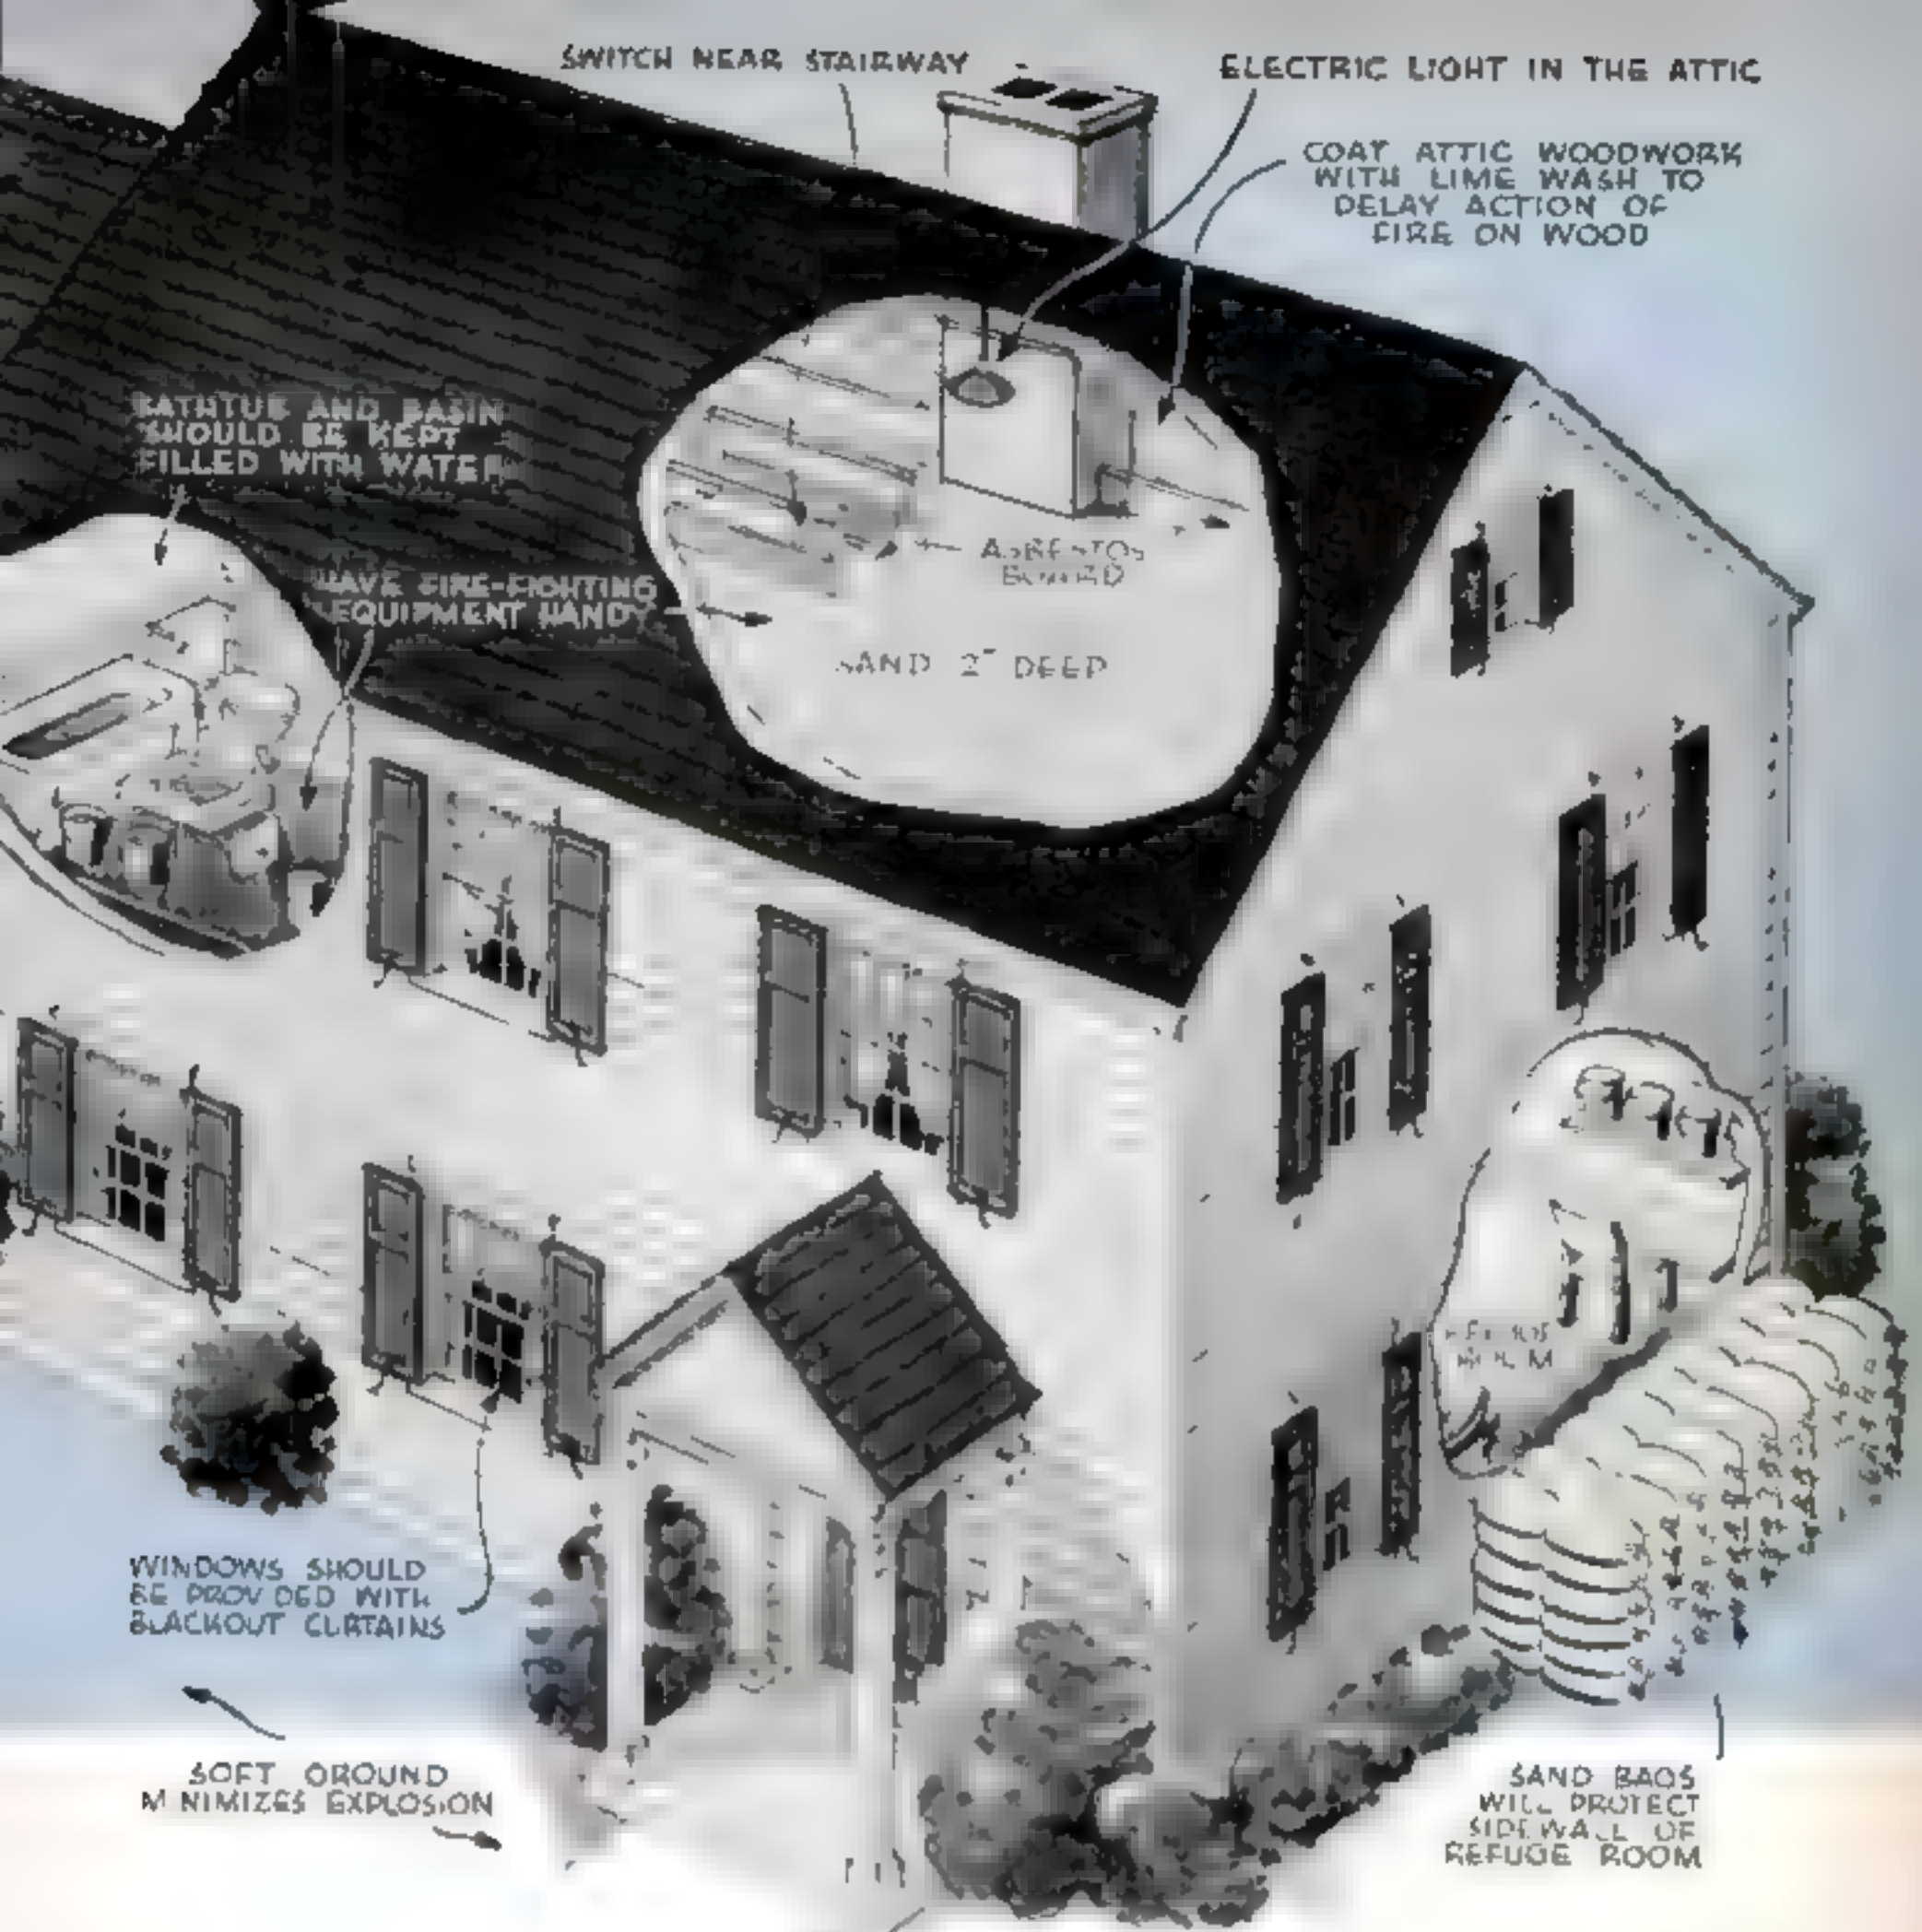 SWITCH NEAR STAIRWAY
ELECTRIC LIGHT IN THE ATTIC
COAT ATTIC WOODWORK
WITH LIME WASH TO
DELAY ACTION OF
FIRE ON WOOD
BATHTUB AND BASIN
SHOULD BE KEPT
FILLED WITH WATER
HAVE FIRE-FIGHTING
EQUIPMENT HANDY
ASBESTOS
BOARD
SAND 2" DEEP
REFUGE
ROOM
WINDOWS SHOULD
BE PROVIDED WITH
BLACKOUT CURTAINS
SOFT GROUND
MINIMIZES EXPLOSION
SAND BAGS
WILL PROTECT
SIDEWALL OF
REFUGE ROOM